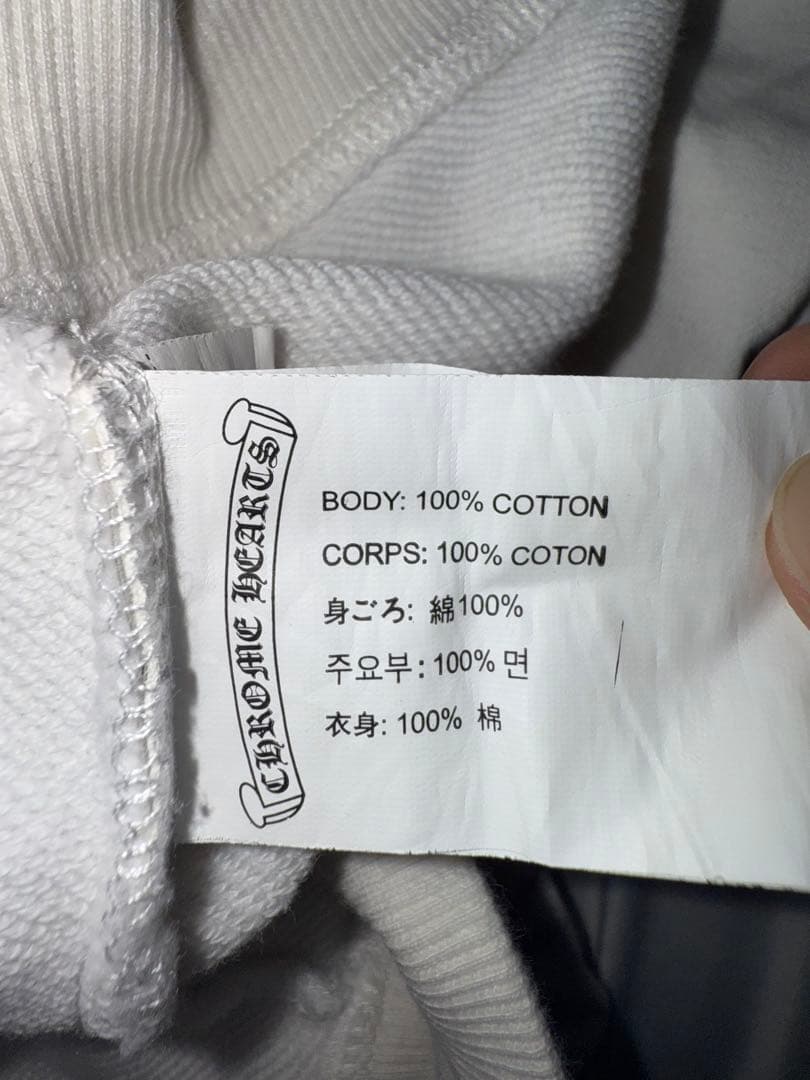 CHROME HEARTS
BODY: 100% COTTON
CORPS: 100% COTON
身ごろ: 綿100%
주요부: 100% 면
衣身: 100% 棉